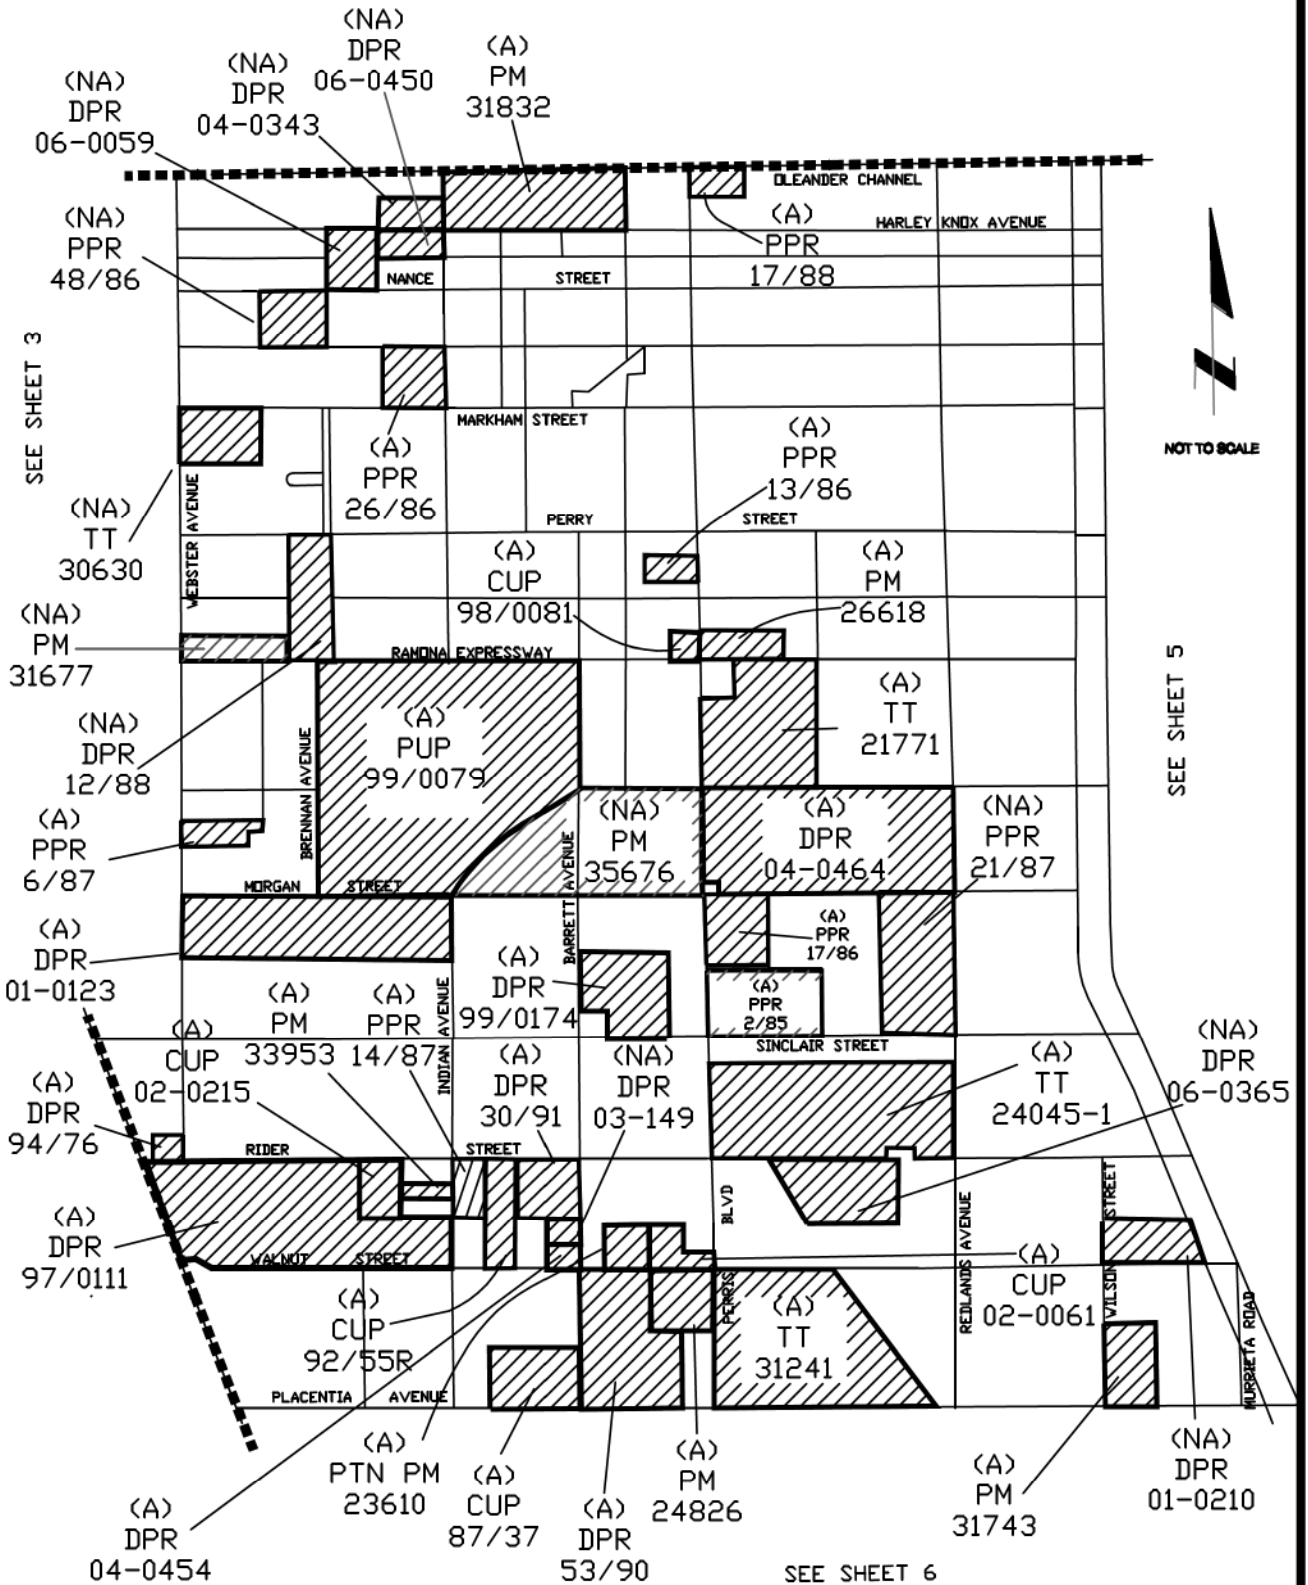 (NA)
DPR
06-0450
(A)
PM
31832
(NA)
DPR
04-0343
(NA)
DPR
06-0059
OLEANDER CHANNEL
(NA)
PPR
48/86
(A)
PPR
17/88
HARLEY KNOX AVENUE
NANCE STREET
SEE SHEET 3
MARKHAM STREET
NOT TO SCALE
(A)
PPR
26/86
(A)
PPR
13/86
(NA)
TT
30630
WEBSTER AVENUE
PERRY STREET
(A)
CUP
98/0081
(A)
PM
26618
(NA)
PM
31677
RAMONA EXPRESSWAY
SEE SHEET 5
(NA)
DPR
12/88
BRENNAN AVENUE
(A)
PUP
99/0079
(A)
TT
21771
(A)
PPR
6/87
(NA)
PM
35676
(A)
DPR
04-0464
(NA)
PPR
21/87
MORGAN STREET
BARRETT AVENUE
(A)
DPR
01-0123
(A)
PPR
17/86
(A)
DPR
99/0174
(A)
PPR
2/85
(A)
PM
33953
(A)
PPR
14/87
INDIAN AVENUE
SINCLAIR STREET
(A)
CUP
02-0215
(A)
DPR
30/91
(NA)
DPR
03-149
(A)
TT
24045-1
(NA)
DPR
06-0365
(A)
DPR
94/76
RIDER STREET
(A)
DPR
97/0111
WALNUT STREET
PERRIS BLVD
REDLANDS AVENUE
WILSON STREET
MURRIETA ROAD
(A)
CUP
02-0061
(A)
CUP
92/55R
(A)
TT
31241
PLACENTIA AVENUE
(A)
PTN PM
23610
(A)
CUP
87/37
(A)
DPR
53/90
(A)
PM
24826
(A)
PM
31743
(NA)
DPR
01-0210
(A)
DPR
04-0454
SEE SHEET 6